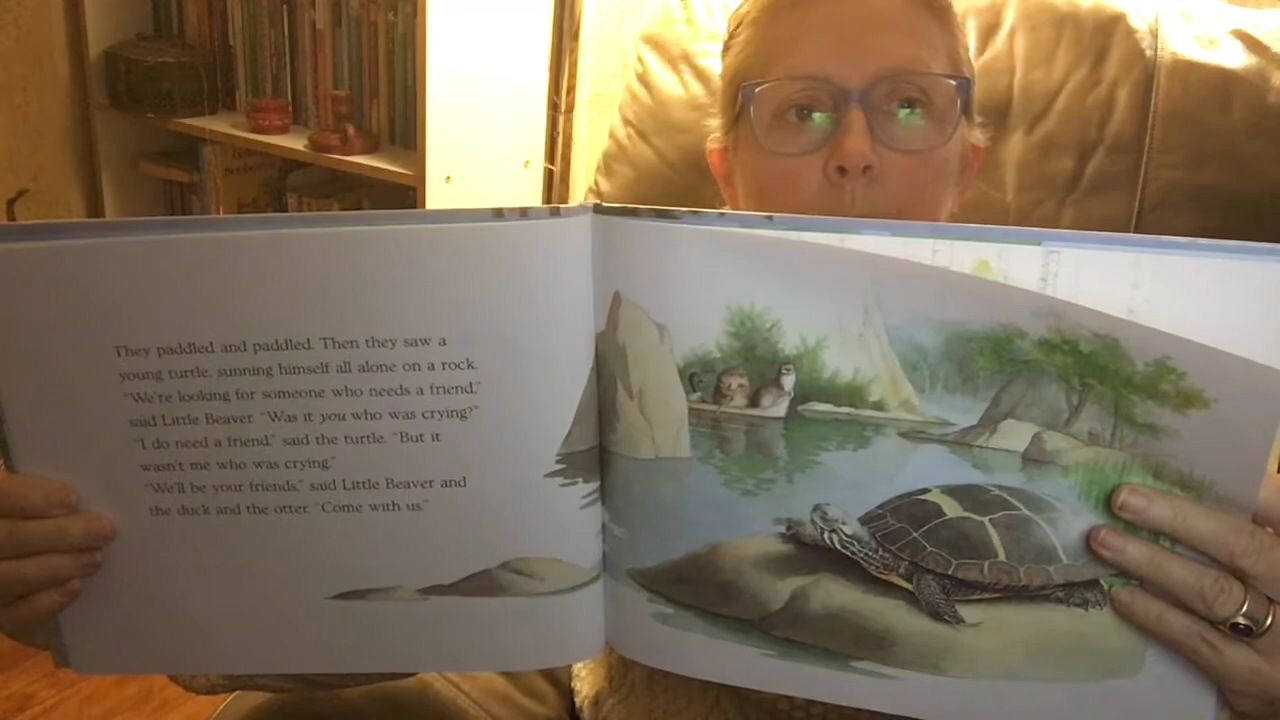 They paddled and paddled. Then they saw a
young turtle, sunning himself all alone on a rock.
"We're looking for someone who needs a friend,"
said Little Beaver. "Was it you who was crying?"
"I do need a friend," said the turtle. "But it
wasn't me who was crying."
"We'll be your friends," said Little Beaver and
the duck and the otter. "Come with us."